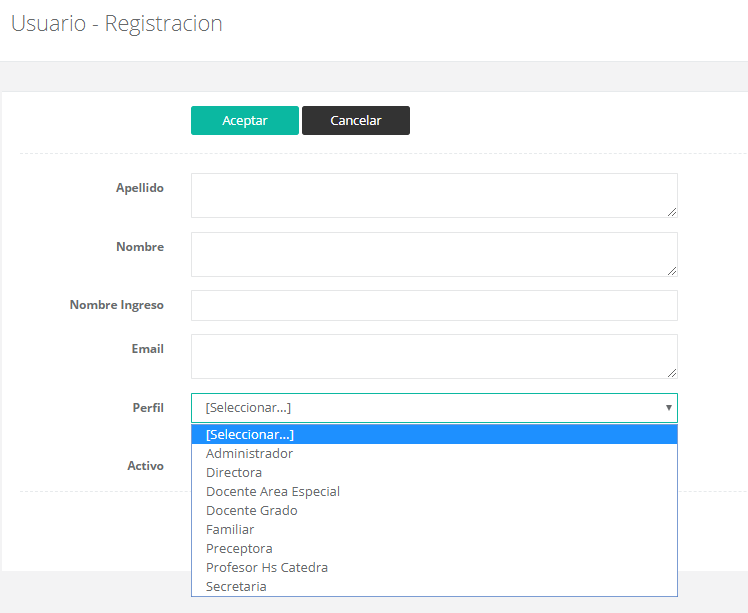 Usuario - Registracion
Aceptar Cancelar
Apellido
Nombre
Nombre Ingreso
Email
Perfil [Seleccionar...]
[Seleccionar...]
Administrador
Directora
Activo
Docente Area Especial
Docente Grado
Familiar
Preceptora
Profesor Hs Catedra
Secretaria